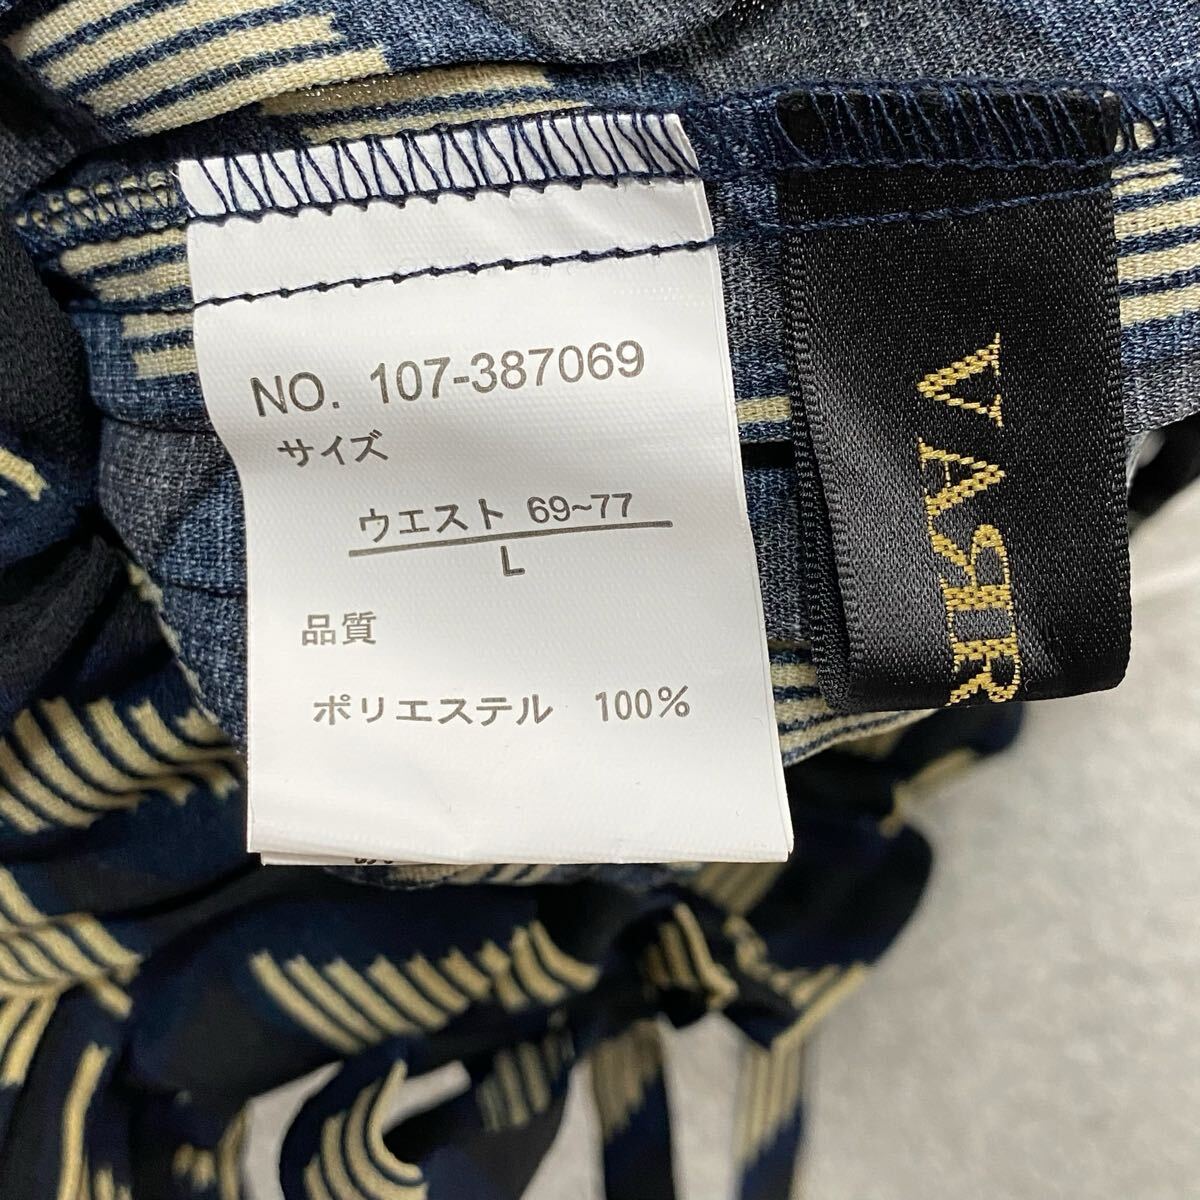 NO. 107-387069
サイズ
ウエスト 69~77
L
品質
ポリエステル 100%